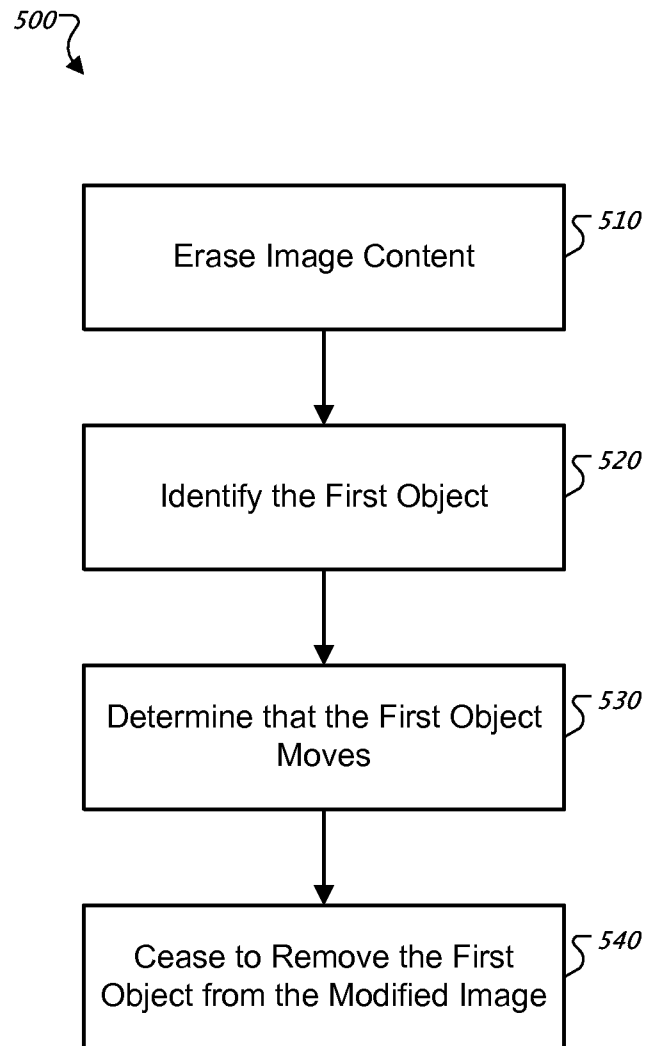 500
Erase Image Content
510
Identify the First Object
520
Determine that the First Object
Moves
530
Cease to Remove the First
Object from the Modified Image
540